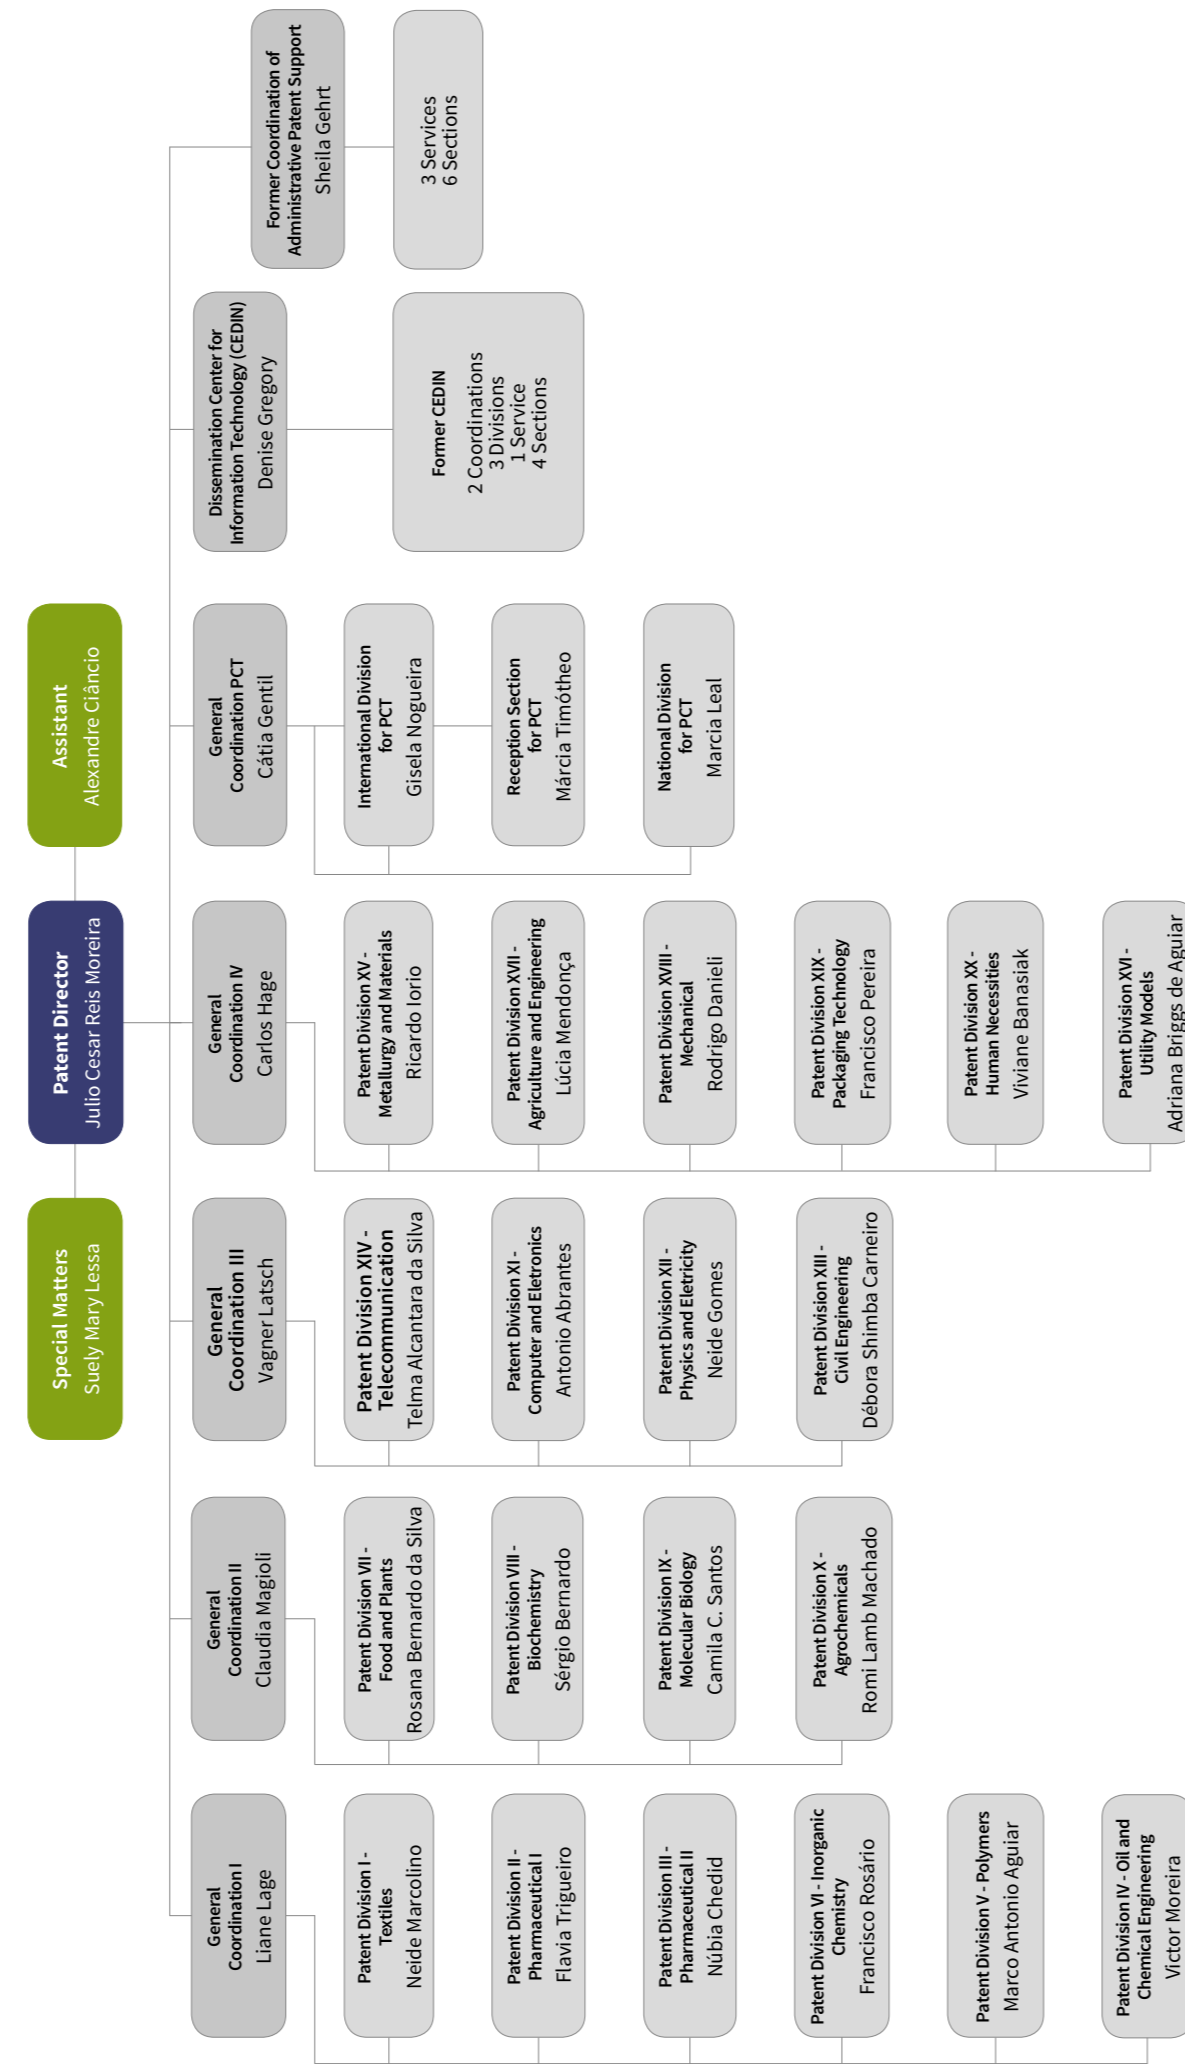 Special Matters
Suely Mary Lessa
Patent Director
Julio Cesar Reis Moreira
Assistant
Alexandre Ciâncio
General
Coordination I
Liane Lage
Patent Division I -
Textiles
Neide Marcolino
Patent Division II -
Pharmaceutical I
Flavia Trigueiro
Patent Division III -
Pharmaceutical II
Núbia Chedid
Patent Division VI - Inorganic
Chemistry
Francisco Rosário
Patent Division V - Polymers
Marco Antonio Aguiar
Patent Division IV - Oil and
Chemical Engineering
Victor Moreira
General
Coordination II
Claudia Magioli
Patent Division VII -
Food and Plants
Rosana Bernardo da Silva
Patent Division VIII -
Biochemistry
Sérgio Bernardo
Patent Division IX -
Molecular Biology
Camila C. Santos
Patent Division X -
Agrochemicals
Romi Lamb Machado
General
Coordination III
Vagner Latsch
Patent Division XIV -
Telecommunication
Telma Alcantara da Silva
Patent Division XI -
Computer and Eletronics
Antonio Abrantes
Patent Division XII -
Physics and Eletricity
Neide Gomes
Patent Division XIII -
Civil Engineering
Débora Shimba Carneiro
General
Coordination IV
Carlos Hage
Patent Division XV -
Metallurgy and Materials
Ricardo Iorio
Patent Division XVII -
Agriculture and Engineering
Lúcia Mendonça
Patent Division XVIII -
Mechanical
Rodrigo Danieli
Patent Division XIX -
Packaging Technology
Francisco Pereira
Patent Division XX -
Human Necessities
Viviane Banasiak
Patent Division XVI -
Utility Models
Adriana Briggs de Aguiar
General
Coordination PCT
Cátia Gentil
International Division
for PCT
Gisela Nogueira
Reception Section
for PCT
Márcia Timótheo
National Division
for PCT
Marcia Leal
Dissemination Center for
Information Technology (CEDIN)
Denise Gregory
Former CEDIN
2 Coordinations
3 Divisions
1 Service
4 Sections
Former Coordination of
Administrative Patent Support
Sheila Gehrt
3 Services
6 Sections